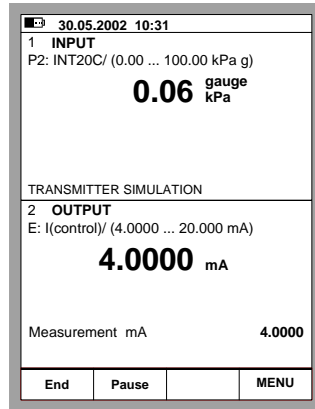 30.05.2002 10:31
1 INPUT
P2: INT20C/ (0.00 ... 100.00 kPa g)
0.06 gauge kPa
TRANSMITTER SIMULATION
2 OUTPUT
E: I(control)/ (4.0000 ... 20.000 mA)
4.0000 mA
Measurement mA 4.0000
End Pause MENU